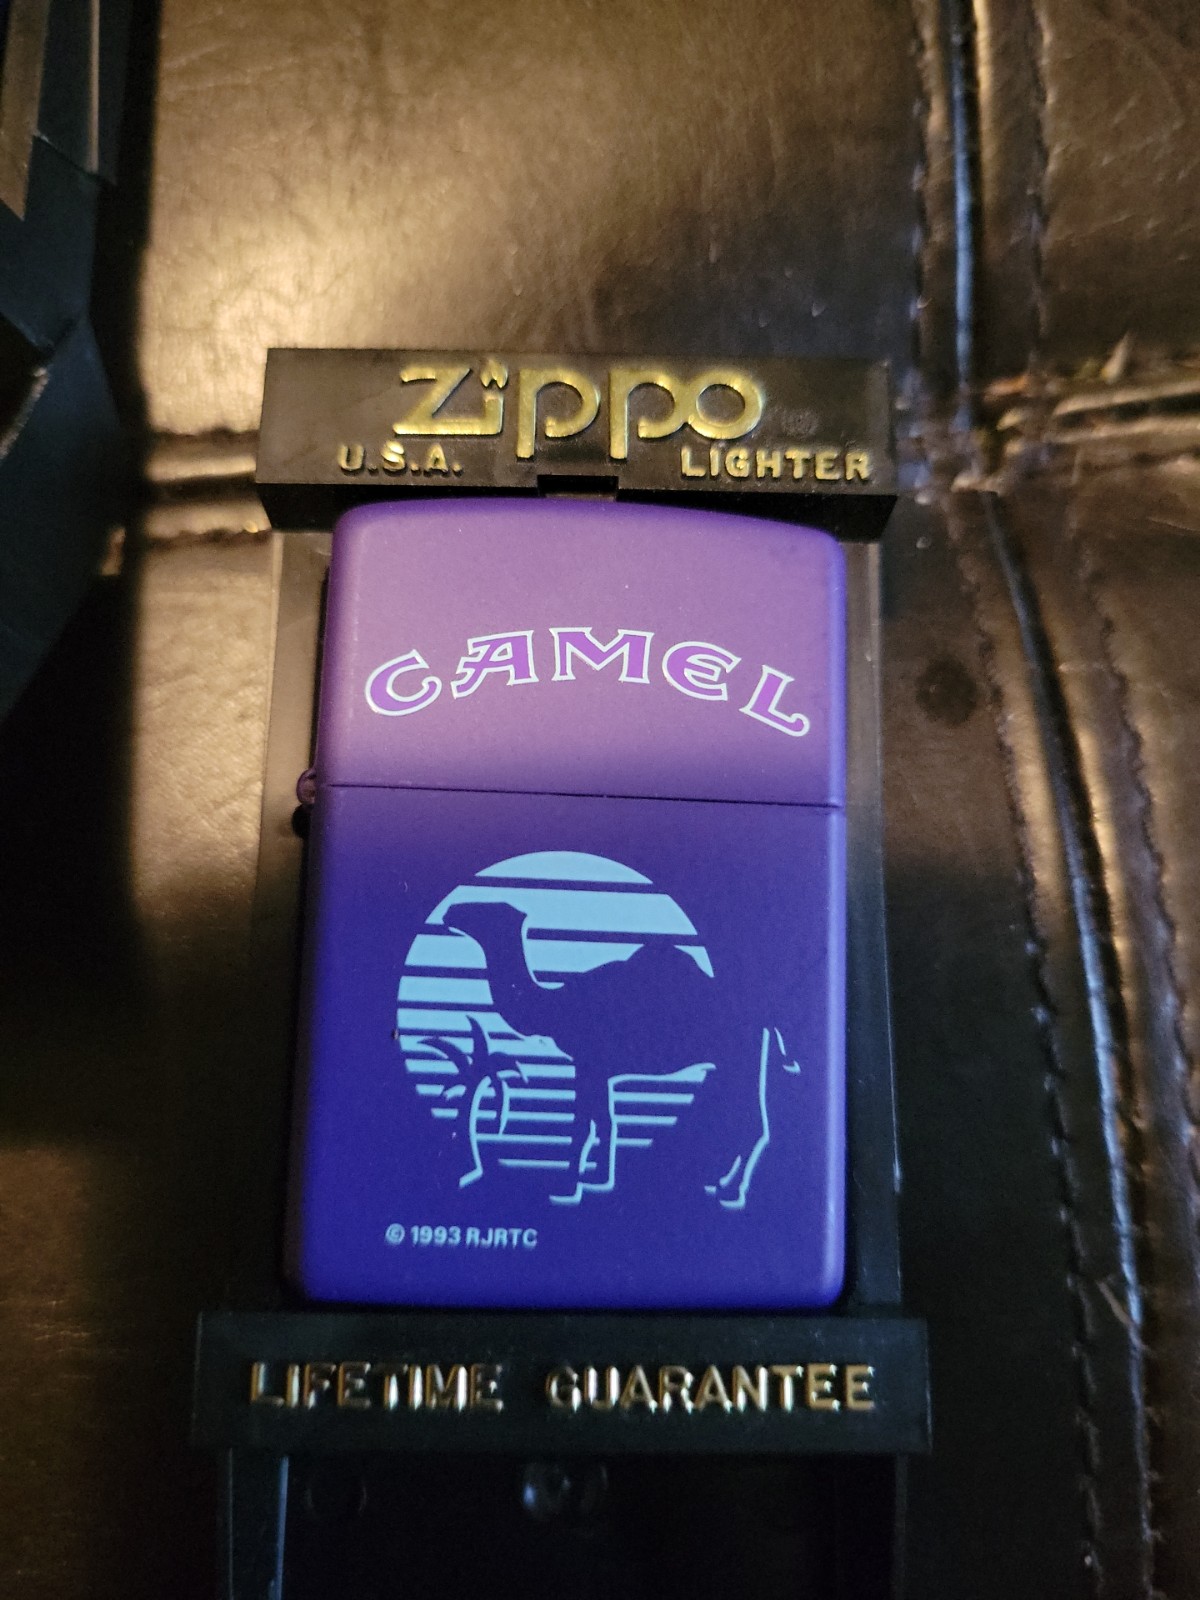 Zippo
U.S.A. LIGHTER
CAMEL
© 1993 RJRTC
LIFETIME GUARANTEE